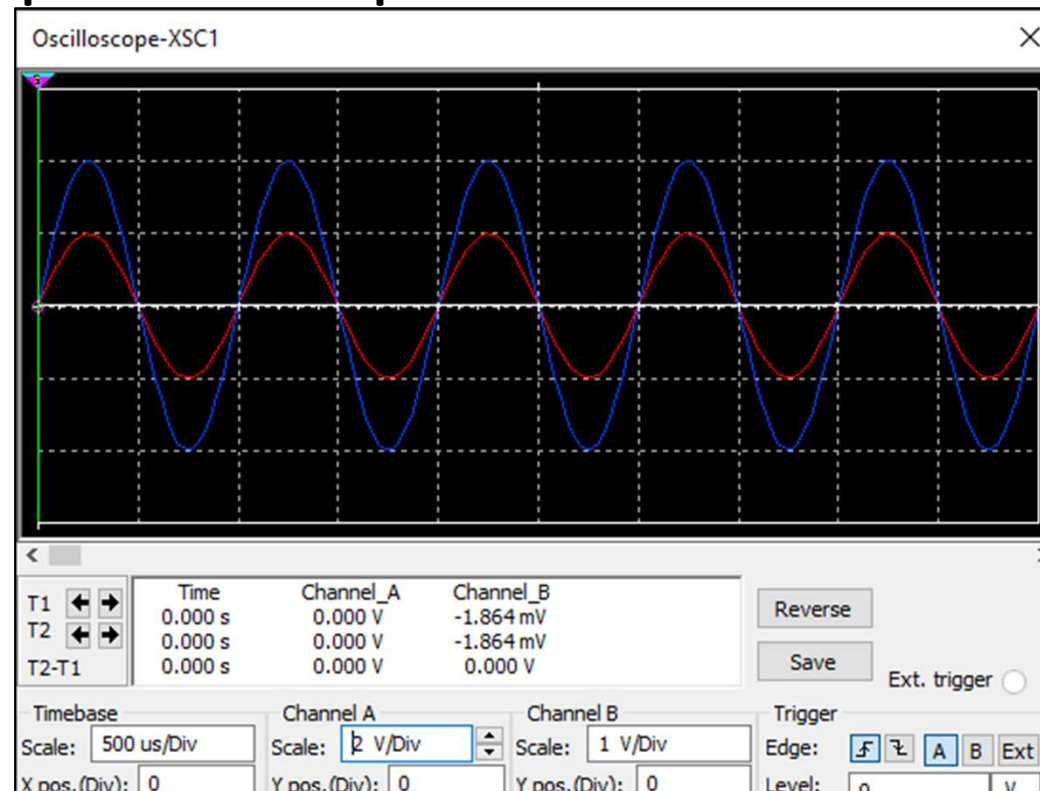 Oscilloscope-XSC1
Time Channel_A Channel_B
T1 0.000 s 0.000 V -1.864 mV
T2 0.000 s 0.000 V -1.864 mV
T2-T1 0.000 s 0.000 V 0.000 V
Reverse
Save
Ext. trigger
Timebase Channel A Channel B Trigger
Scale: 500 us/Div Scale: 2 V/Div Scale: 1 V/Div Edge: A B Ext
X pos.(Div): 0 Y pos.(Div): 0 Y pos.(Div): 0 Level: 0 V